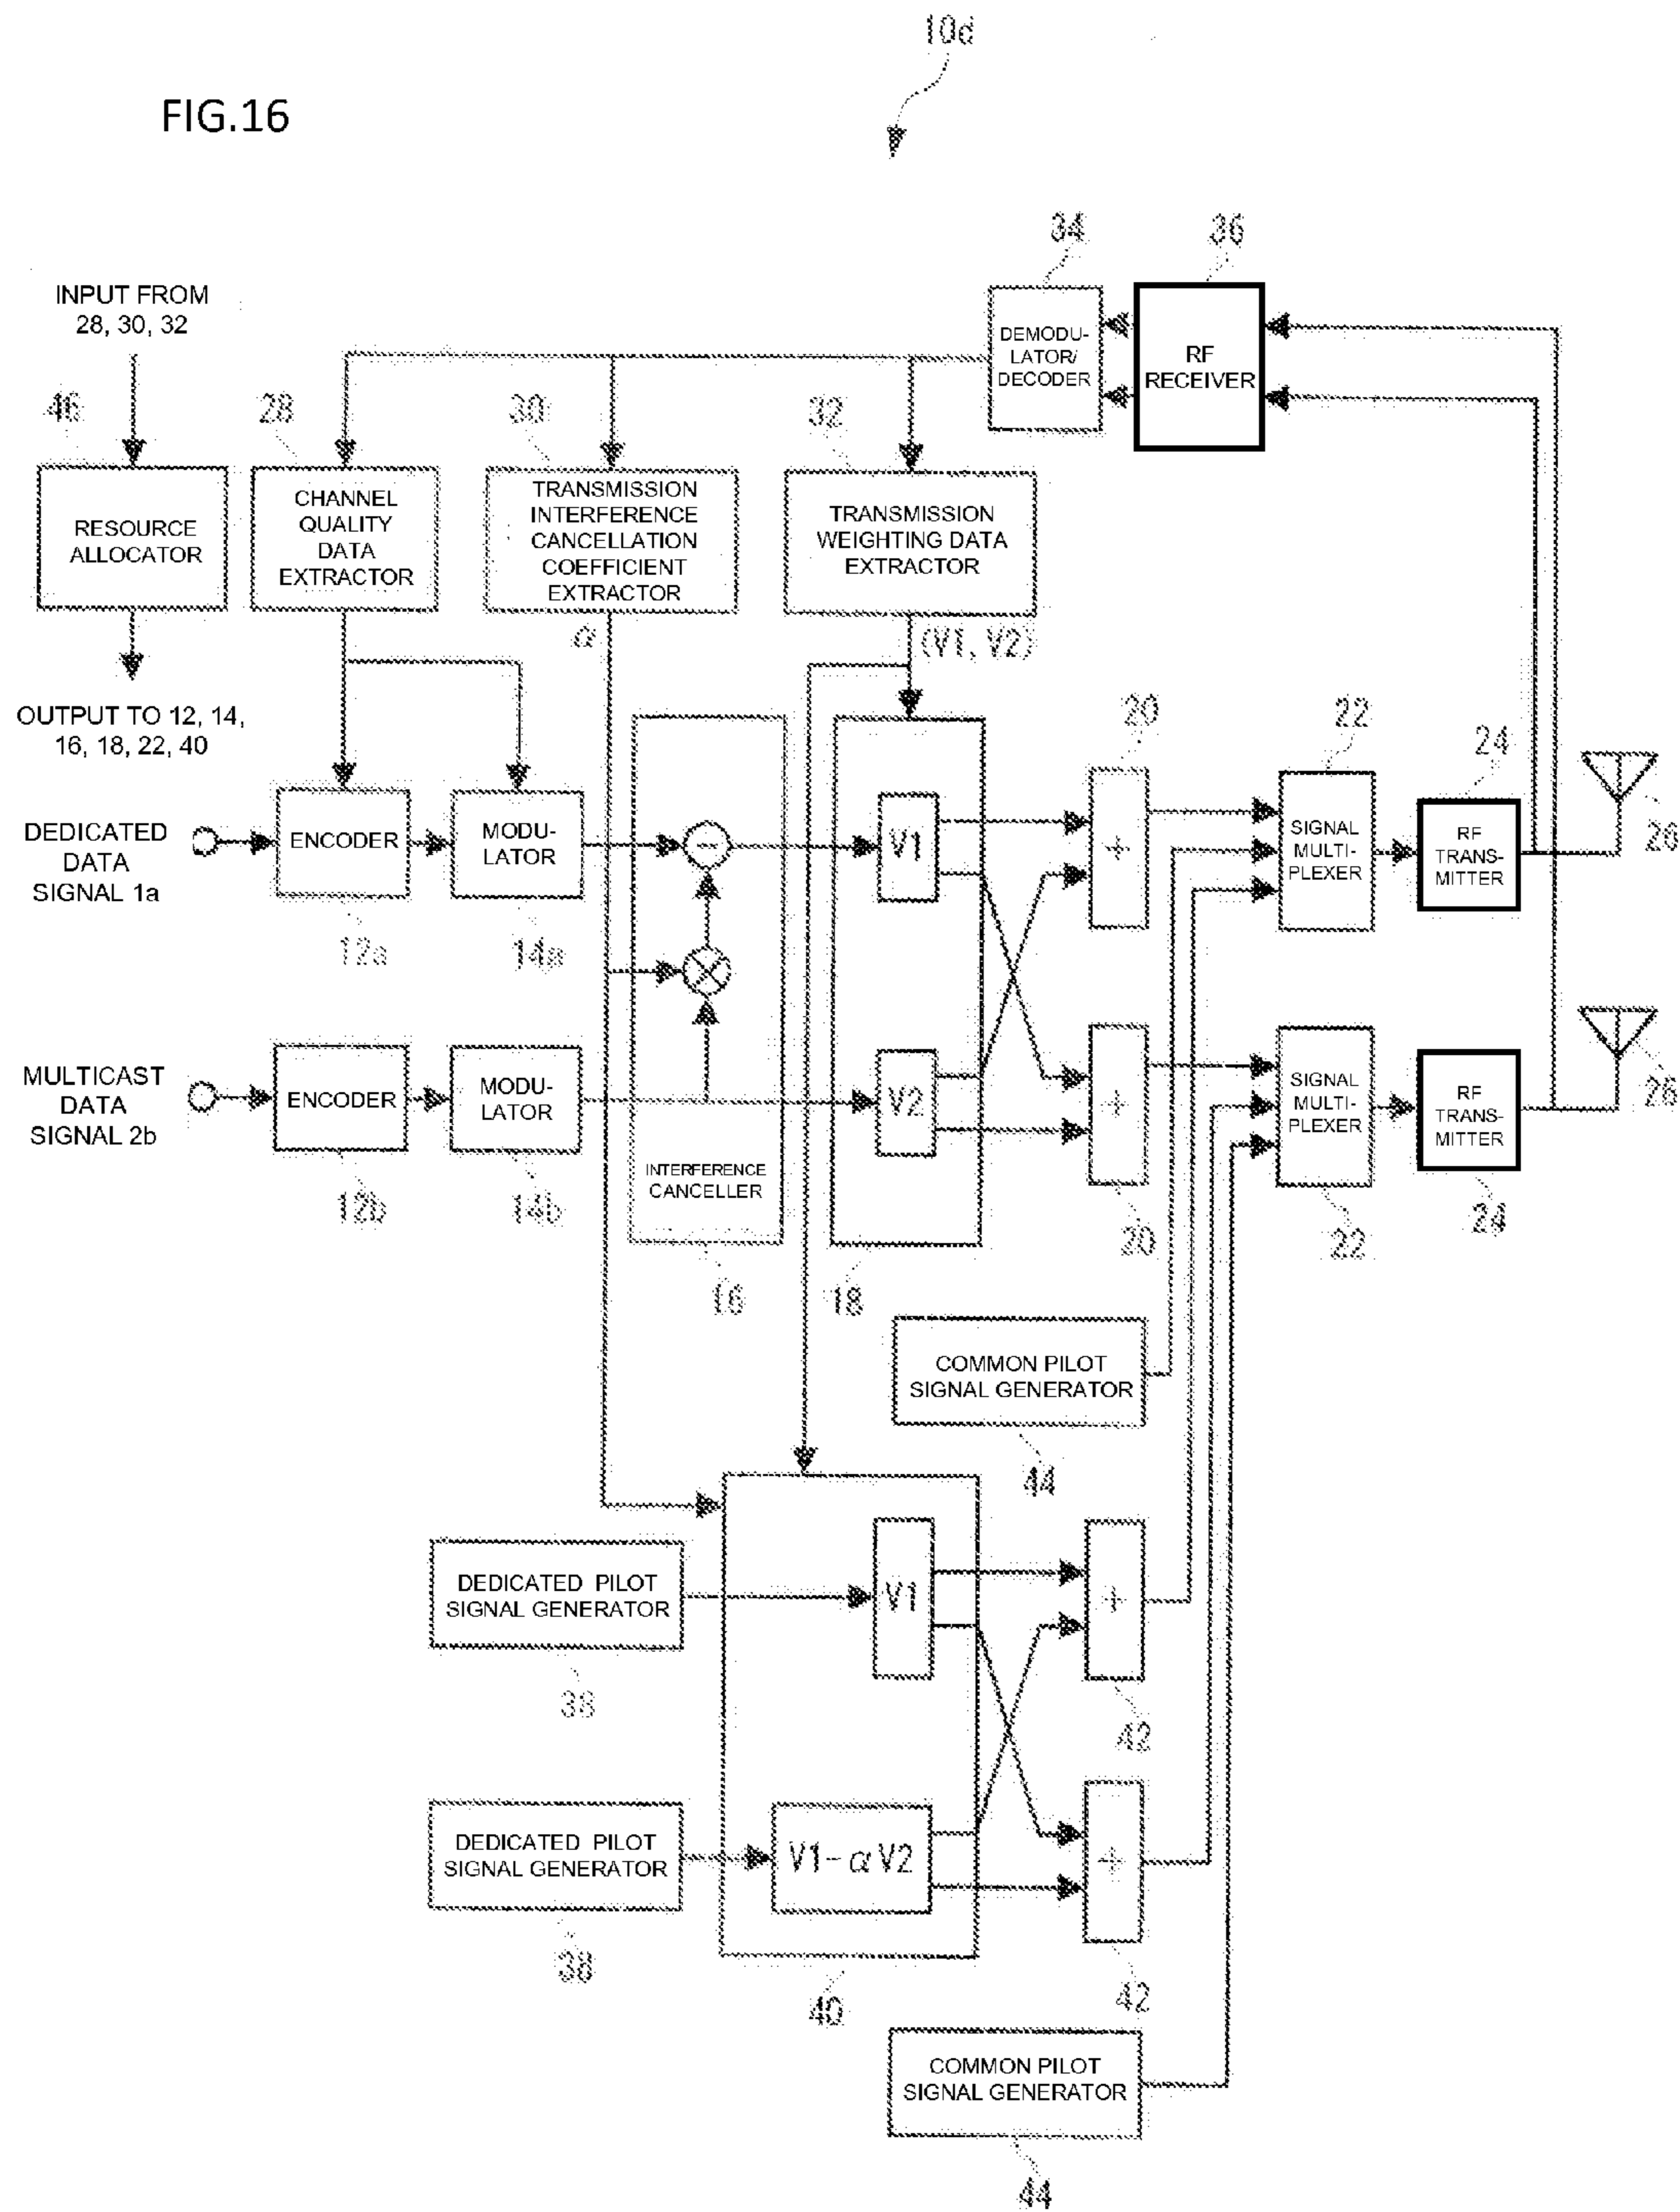 10d
FIG.16
34
36
INPUT FROM
28, 30, 32
DEMODU-
LATOR/
DECODER
RF
RECEIVER
46
28
30
32
RESOURCE
ALLOCATOR
CHANNEL
QUALITY
DATA
EXTRACTOR
TRANSMISSION
INTERFERENCE
CANCELLATION
COEFFICIENT
EXTRACTOR
TRANSMISSION
WEIGHTING DATA
EXTRACTOR
α
(V1, V2)
OUTPUT TO 12, 14,
16, 18, 22, 40
20
22
24
DEDICATED
DATA
SIGNAL 1a
ENCODER
MODU-
LATOR
−
V1
+
SIGNAL
MULTI-
PLEXER
RF
TRANS-
MITTER
26
12a
14a
×
MULTICAST
DATA
SIGNAL 2b
ENCODER
MODU-
LATOR
V2
+
SIGNAL
MULTI-
PLEXER
RF
TRANS-
MITTER
26
INTERFERENCE
CANCELLER
12b
14b
16
18
20
22
24
COMMON PILOT
SIGNAL GENERATOR
44
DEDICATED PILOT
SIGNAL GENERATOR
V1
+
38
42
DEDICATED PILOT
SIGNAL GENERATOR
V1-αV2
+
38
40
42
COMMON PILOT
SIGNAL GENERATOR
44